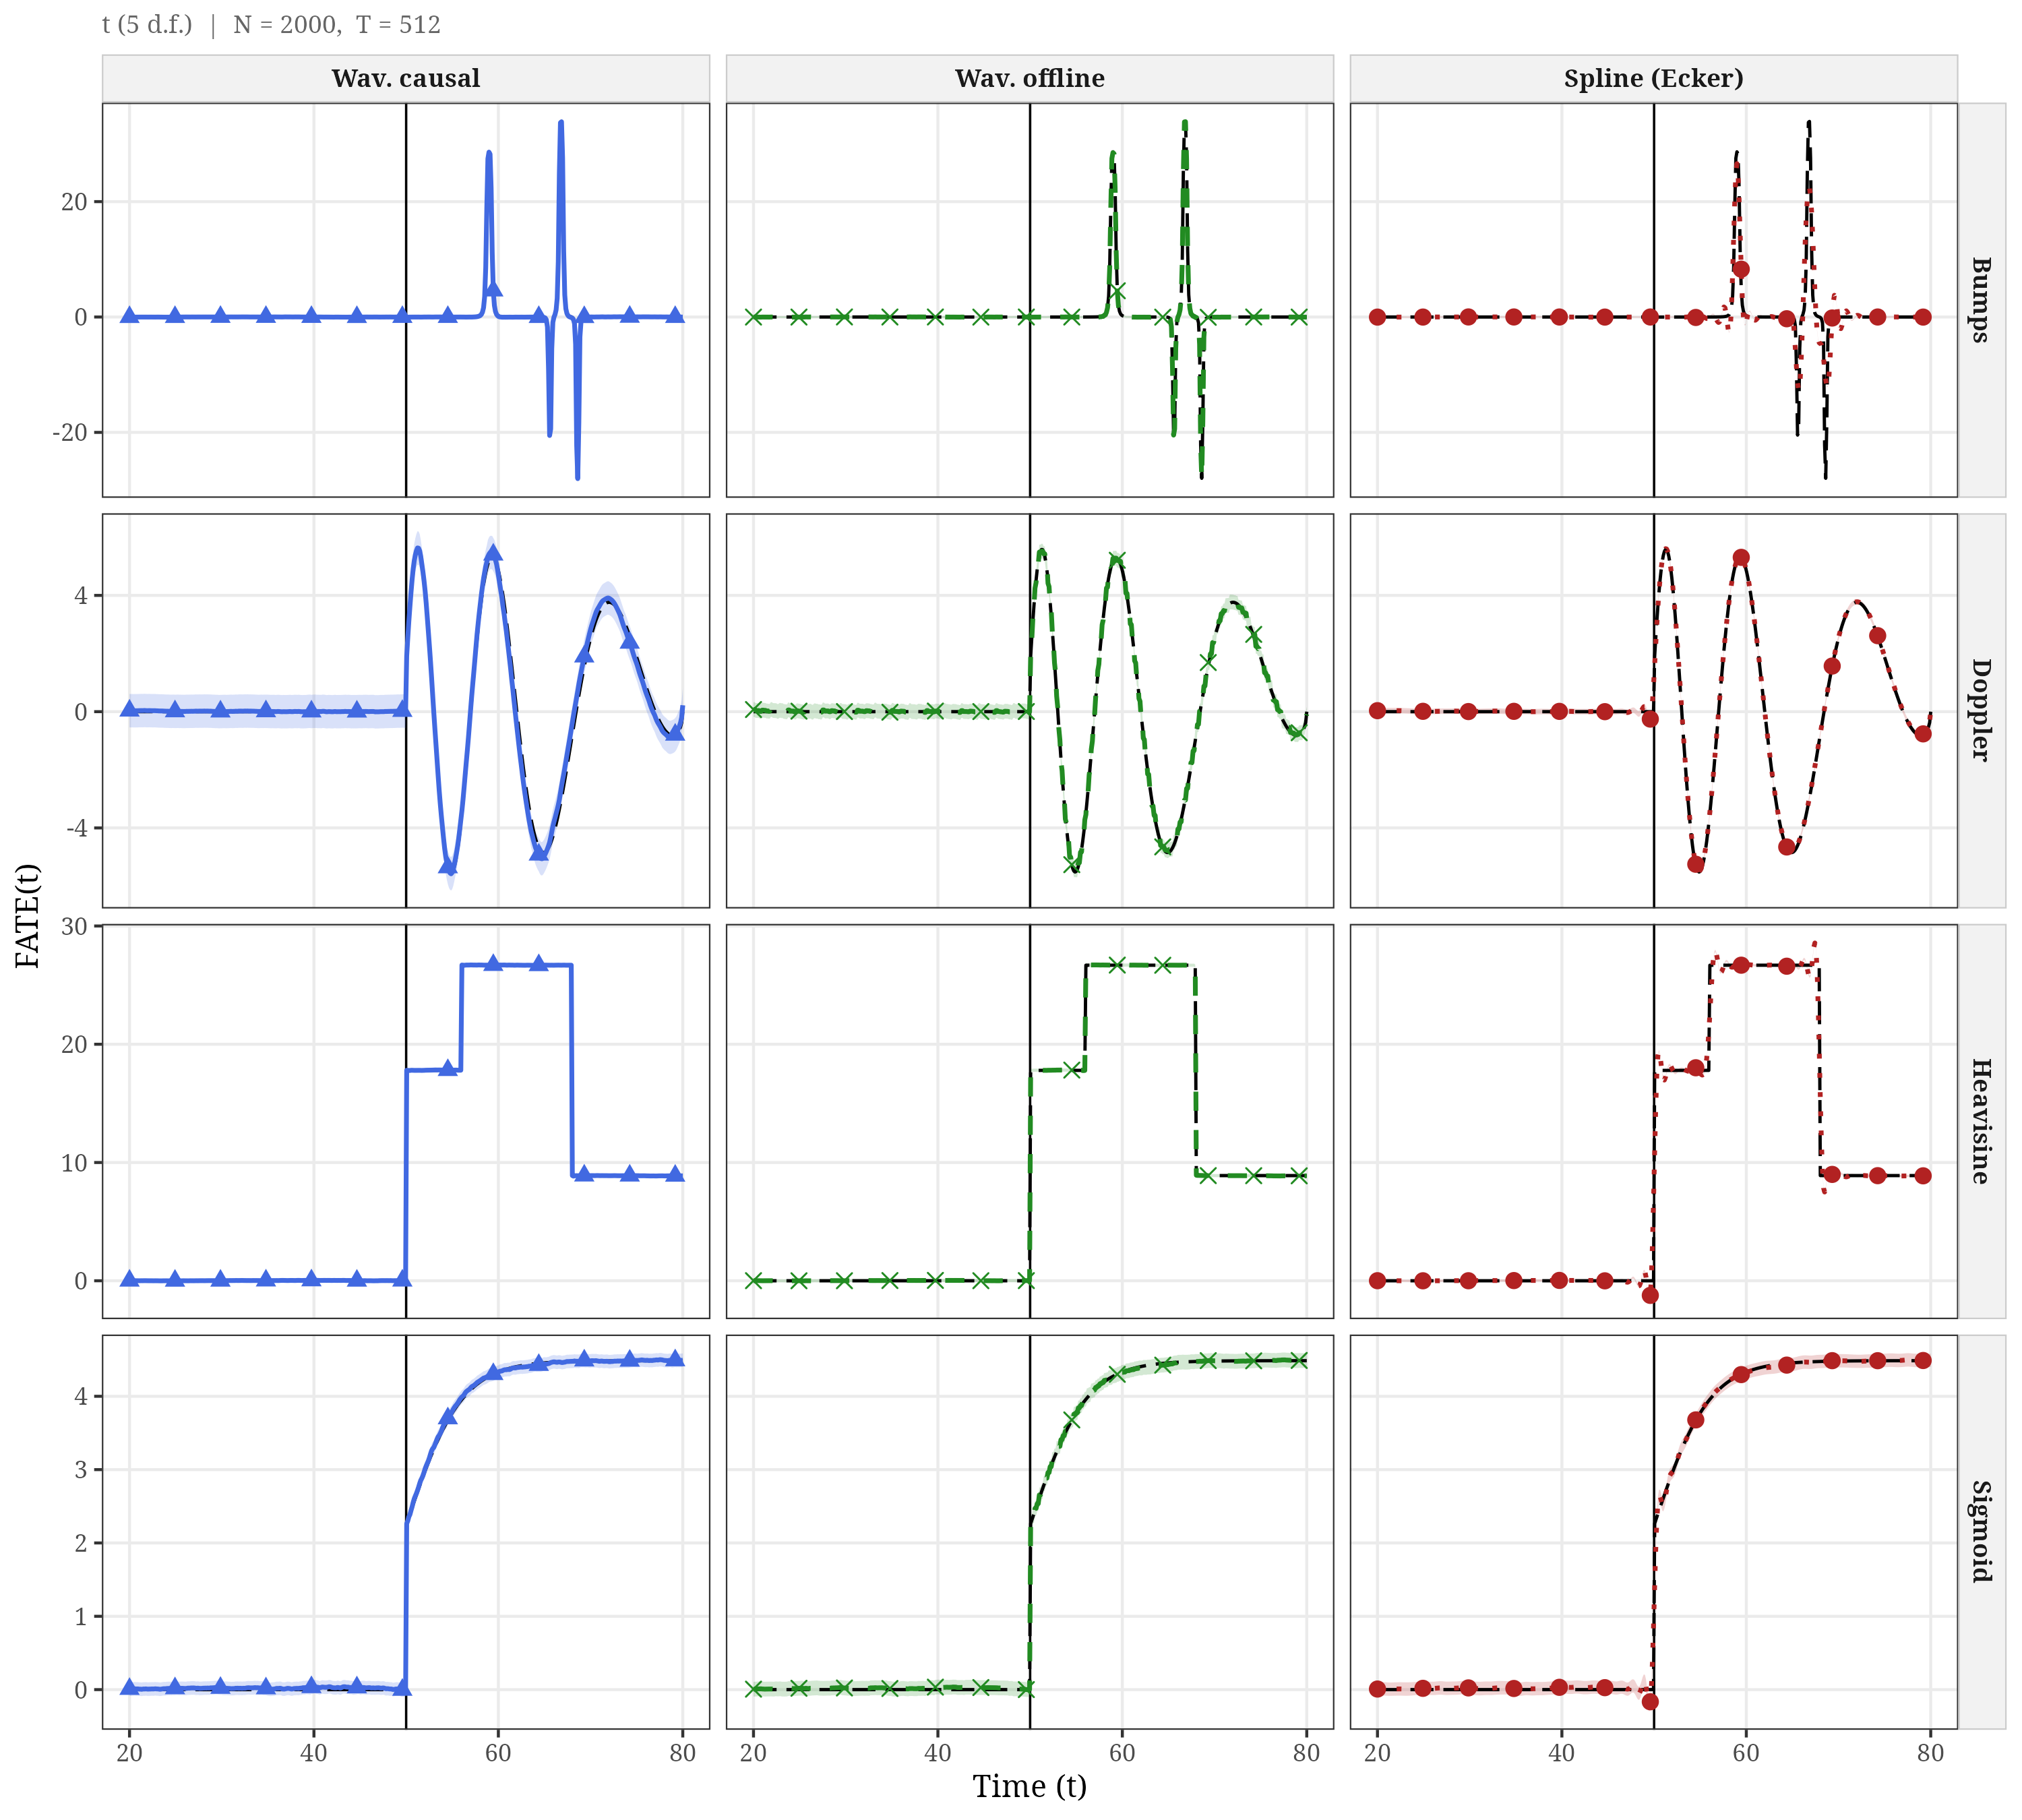 t (5 d.f.) | N = 2000, T = 512
Wav. causal
Wav. offline
Spline (Ecker)
20
0
-20
Bumps
4
0
-4
Doppler
FATE(t)
30
20
10
0
Heavisine
4
3
2
1
0
Sigmoid
20 40 60 80
20 40 60 80
20 40 60 80
Time (t)